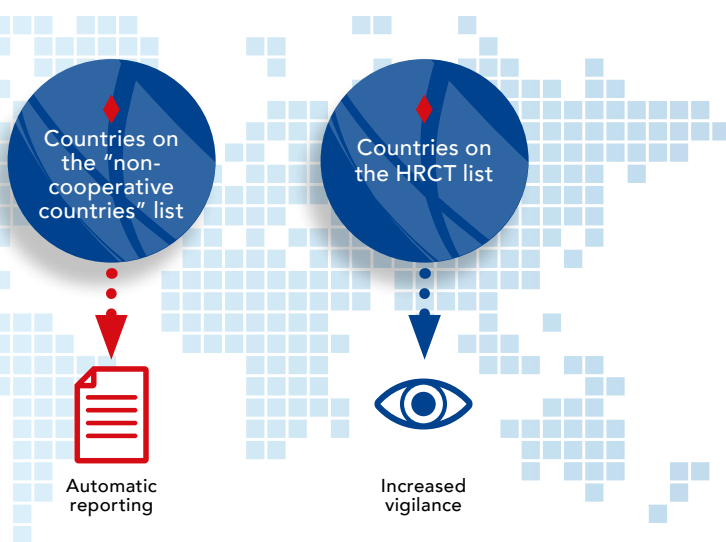 Countries on
the “non-
cooperative
countries” list
Countries on
the HRCT list
Automatic
reporting
Increased
vigilance